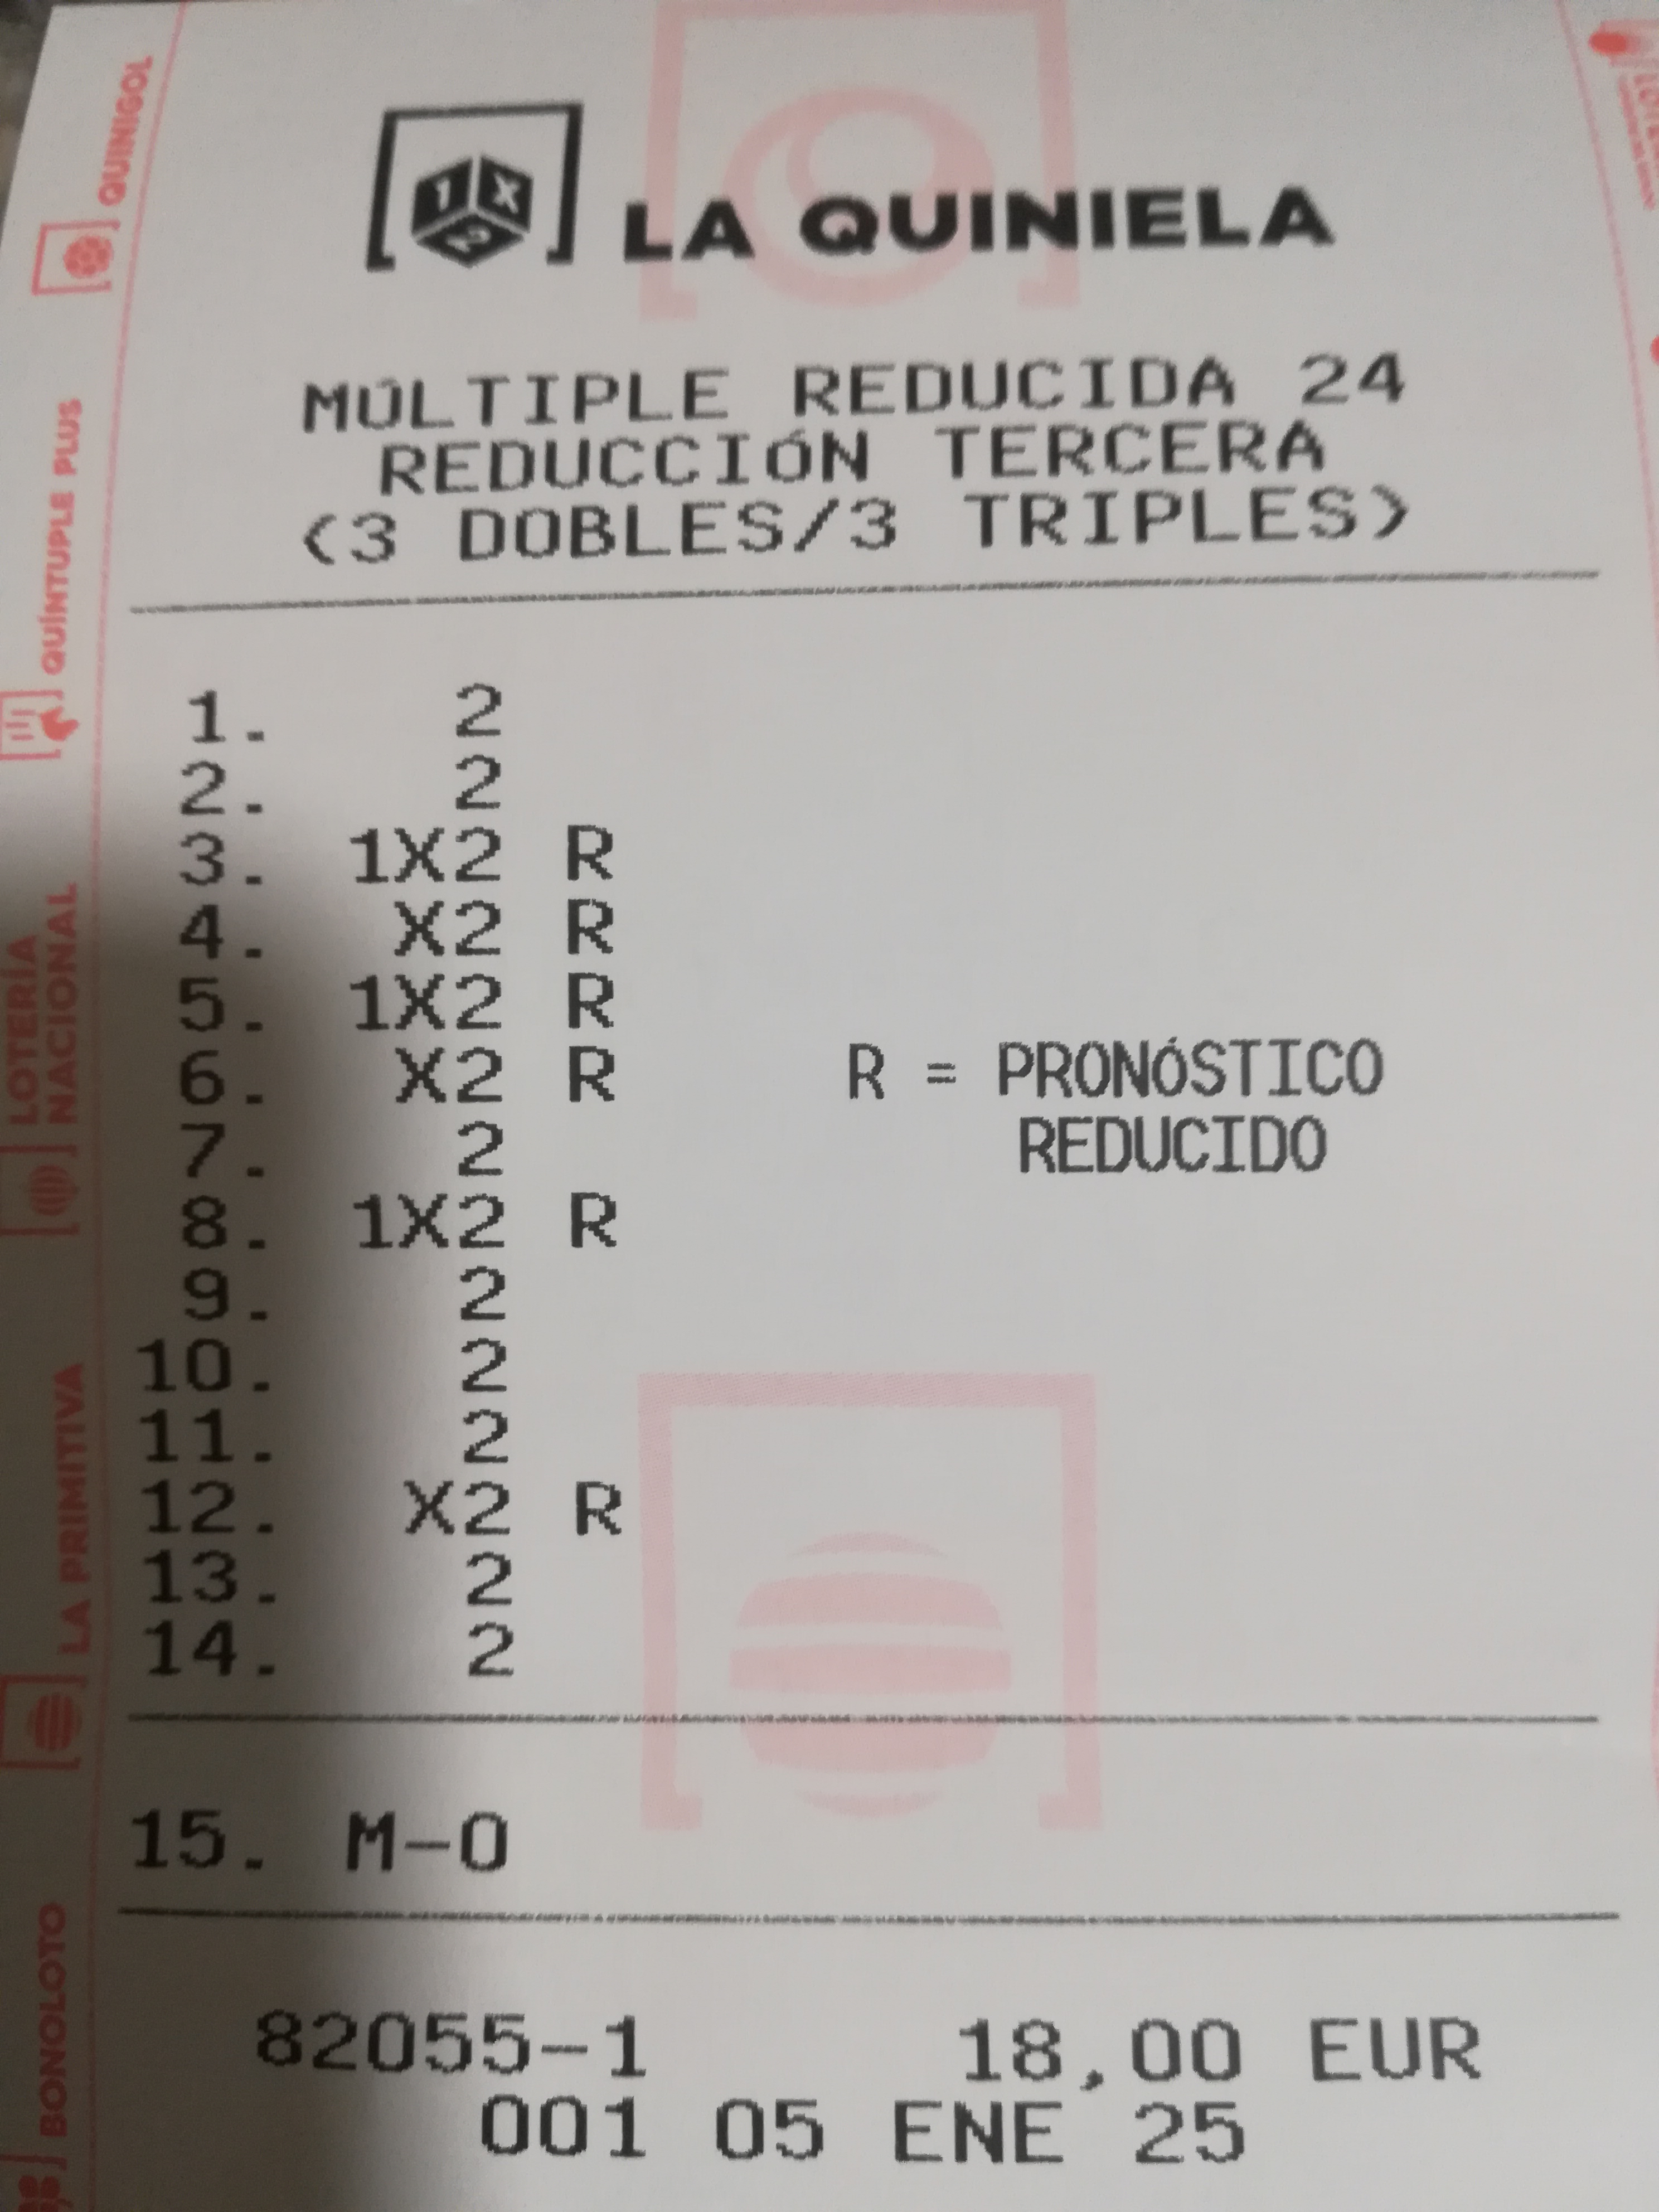 1X2 LA QUINIELA
MÚLTIPLE REDUCIDA 24
REDUCCIÓN TERCERA
(3 DOBLES/3 TRIPLES)
1. 2
2. 2
3. 1X2 R
4. X2 R
5. 1X2 R
6. X2 R
R = PRONÓSTICO
REDUCIDO
7. 2
8. 1X2 R
9. 2
10. 2
11. 2
12. X2 R
13. 2
14. 2
15. M-0
82055-1 18,00 EUR
001 05 ENE 25
QUINIGOL
QUÍNTUPLE PLUS
LOTERÍA
NACIONAL
LA PRIMITIVA
BONOLOTO